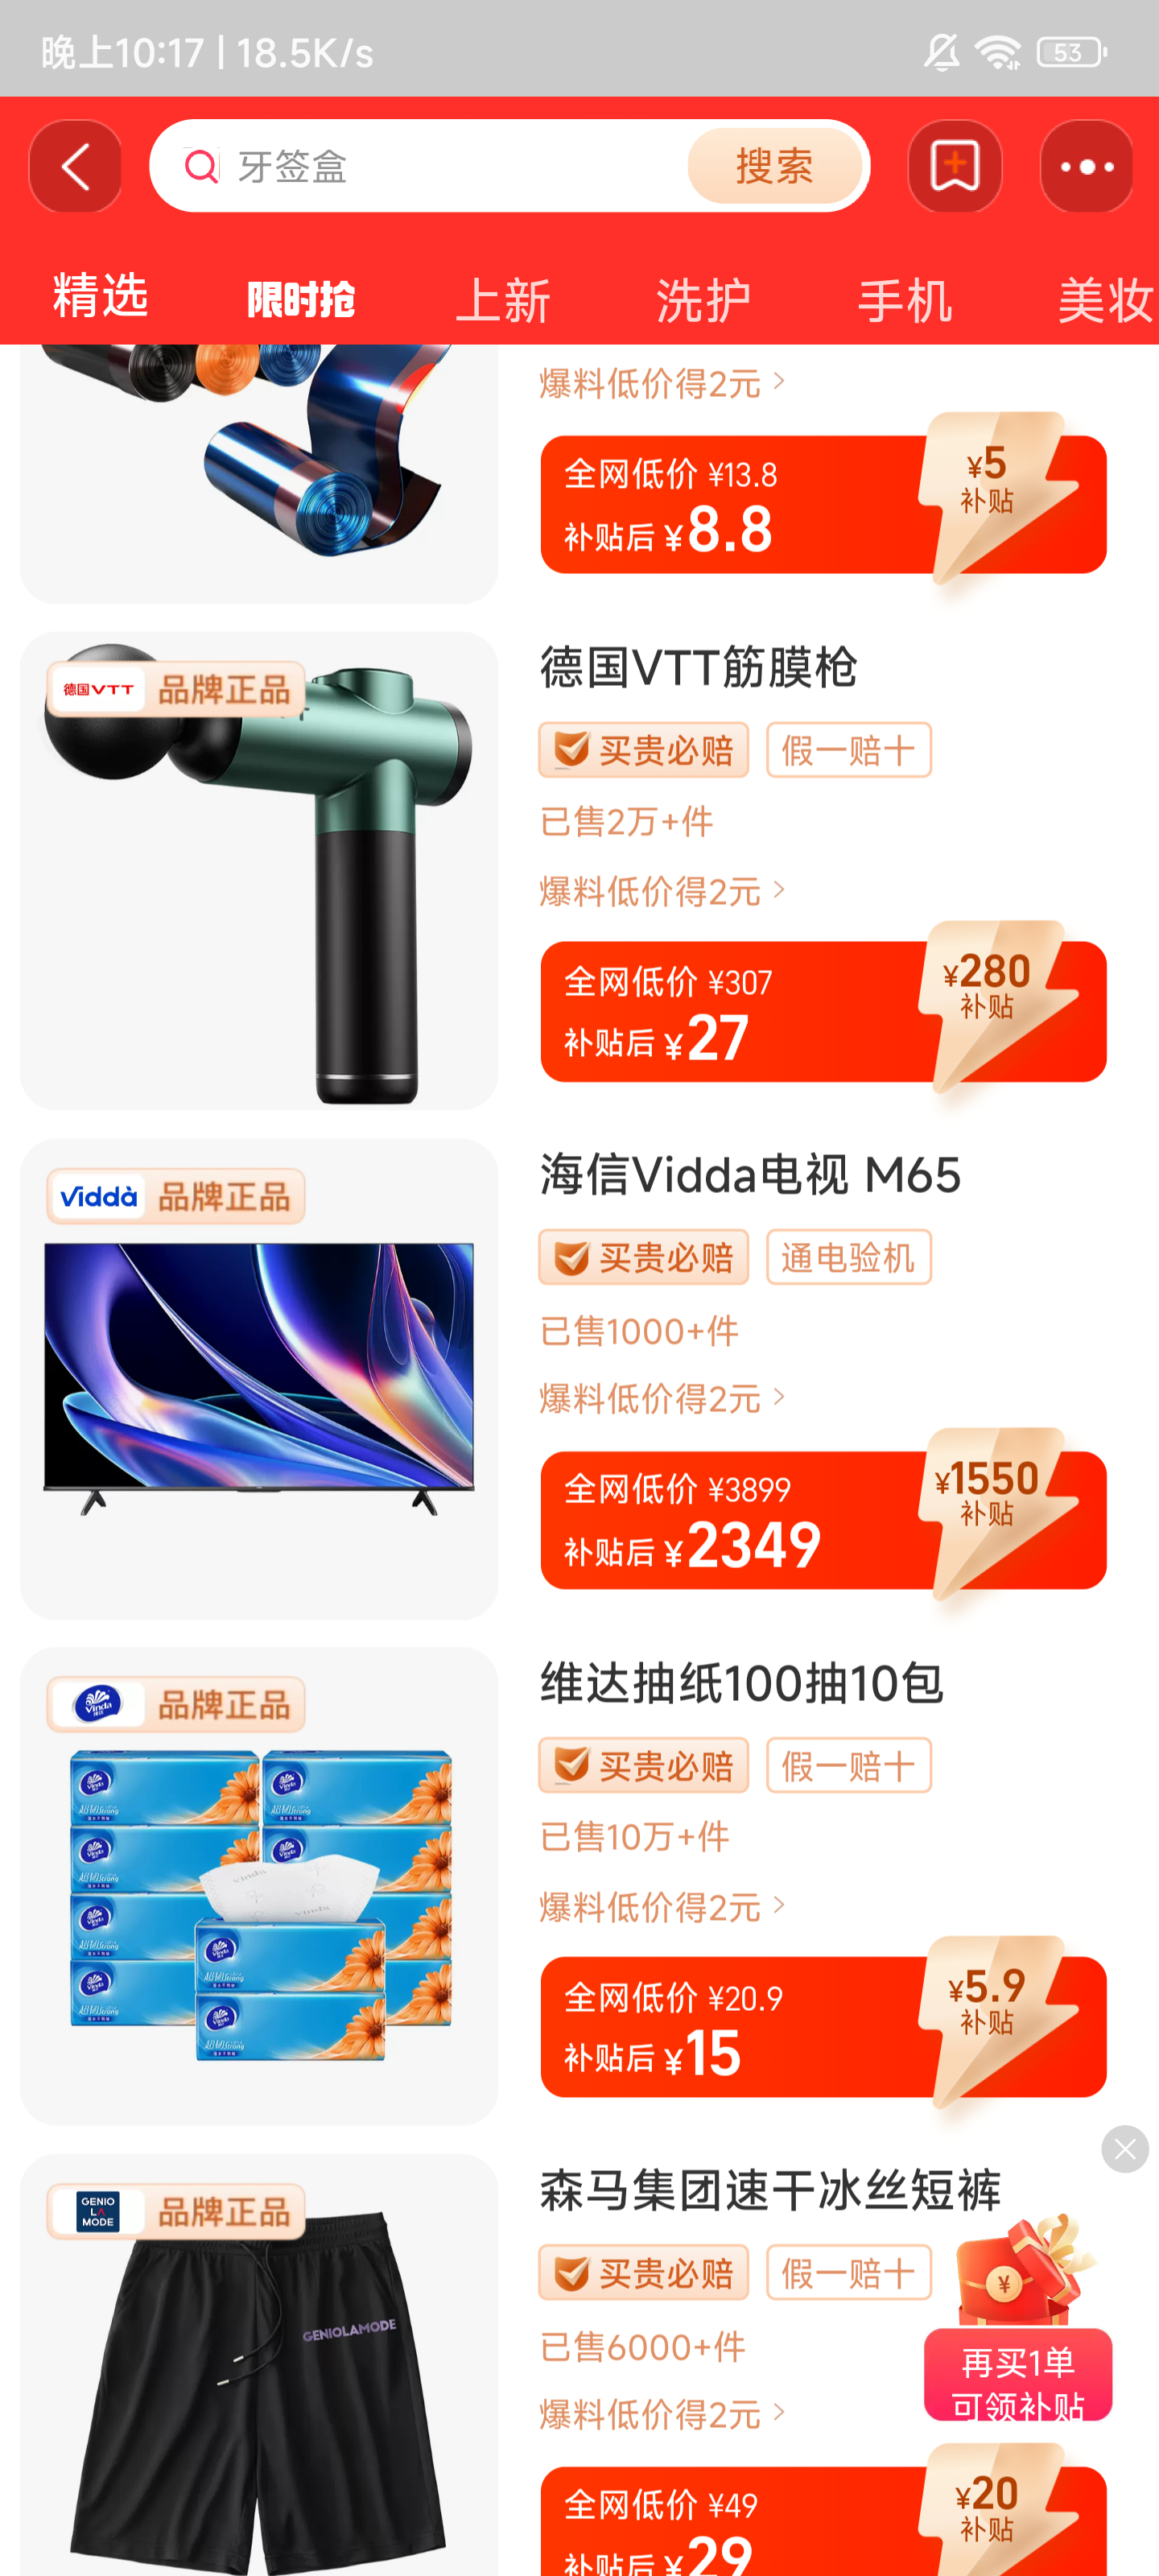 晚上10:17 | 18.5K/s
53
牙签盒
搜索
精选
限时抢
上新
洗护
手机
美妆
爆料低价得2元 >
全网低价 ¥13.8
补贴后 ¥8.8
¥5
补贴
德国VTT
品牌正品
德国VTT筋膜枪
买贵必赔
假一赔十
已售2万+件
爆料低价得2元 >
全网低价 ¥307
补贴后 ¥27
¥280
补贴
Vidda
品牌正品
海信Vidda电视 M65
买贵必赔
通电验机
已售1000+件
爆料低价得2元 >
全网低价 ¥3899
补贴后 ¥2349
¥1550
补贴
Vinda
品牌正品
维达抽纸100抽10包
买贵必赔
假一赔十
已售10万+件
爆料低价得2元 >
全网低价 ¥20.9
补贴后 ¥15
¥5.9
补贴
GENIO
LA
MODE
品牌正品
GENIOLAMODE
森马集团速干冰丝短裤
买贵必赔
假一赔十
已售6000+件
爆料低价得2元 >
全网低价 ¥49
补贴后 ¥29
¥20
补贴
¥
再买1单
可领补贴